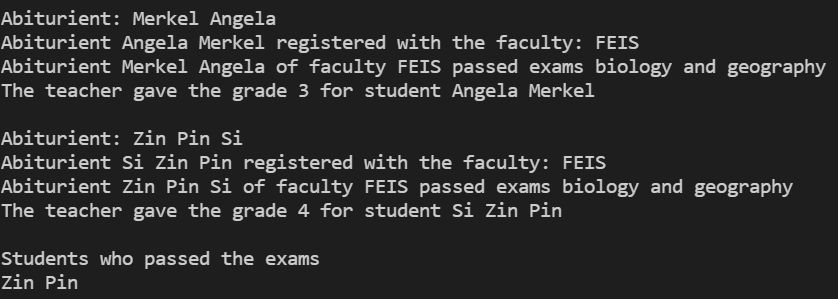 Abiturient: Merkel Angela
Abiturient Angela Merkel registered with the faculty: FEIS
Abiturient Merkel Angela of faculty FEIS passed exams biology and geography
The teacher gave the grade 3 for student Angela Merkel
Abiturient: Zin Pin Si
Abiturient Si Zin Pin registered with the faculty: FEIS
Abiturient Zin Pin Si of faculty FEIS passed exams biology and geography
The teacher gave the grade 4 for student Si Zin Pin
Students who passed the exams
Zin Pin